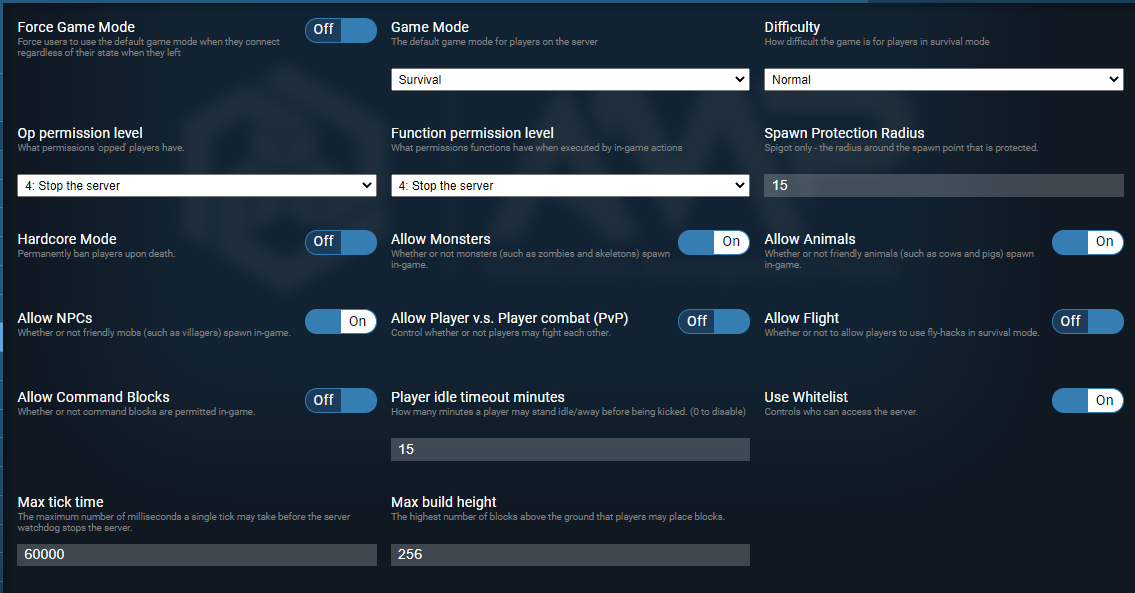 Force Game Mode
Force users to use the default game mode when they connect
regardless of their state when they left
Off
Game Mode
The default game mode for players on the server
Survival
Difficulty
How difficult the game is for players in survival mode
Normal
Op permission level
What permissions 'opped' players have.
4: Stop the server
Function permission level
What permissions functions have when executed by in-game actions
4: Stop the server
Spawn Protection Radius
Spigot only - the radius around the spawn point that is protected.
15
Hardcore Mode
Permanently ban players upon death.
Off
Allow Monsters
Whether or not monsters (such as zombies and skeletons) spawn
in-game.
On
Allow Animals
Whether or not friendly animals (such as cows and pigs) spawn
in-game.
On
Allow NPCs
Whether or not friendly mobs (such as villagers) spawn in-game.
On
Allow Player v.s. Player combat (PvP)
Control whether or not players may fight each other.
Off
Allow Flight
Whether or not to allow players to use fly-hacks in survival mode.
Off
Allow Command Blocks
Whether or not command blocks are permitted in-game.
Off
Player idle timeout minutes
How many minutes a player may stand idle/away before being kicked. (0 to disable)
15
Use Whitelist
Controls who can access the server.
On
Max tick time
The maximum number of milliseconds a single tick may take before the server
watchdog stops the server.
60000
Max build height
The highest number of blocks above the ground that players may place blocks.
256
AMP